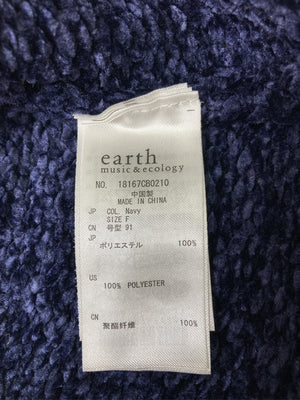 earth
music & ecology
NO. 18167CB0210
中国製
MADE IN CHINA
JP COL. Navy
SIZE F
CN 号型 91
JP
ポリエステル 100%
US
100% POLYESTER
CN
聚酯纤维 100%